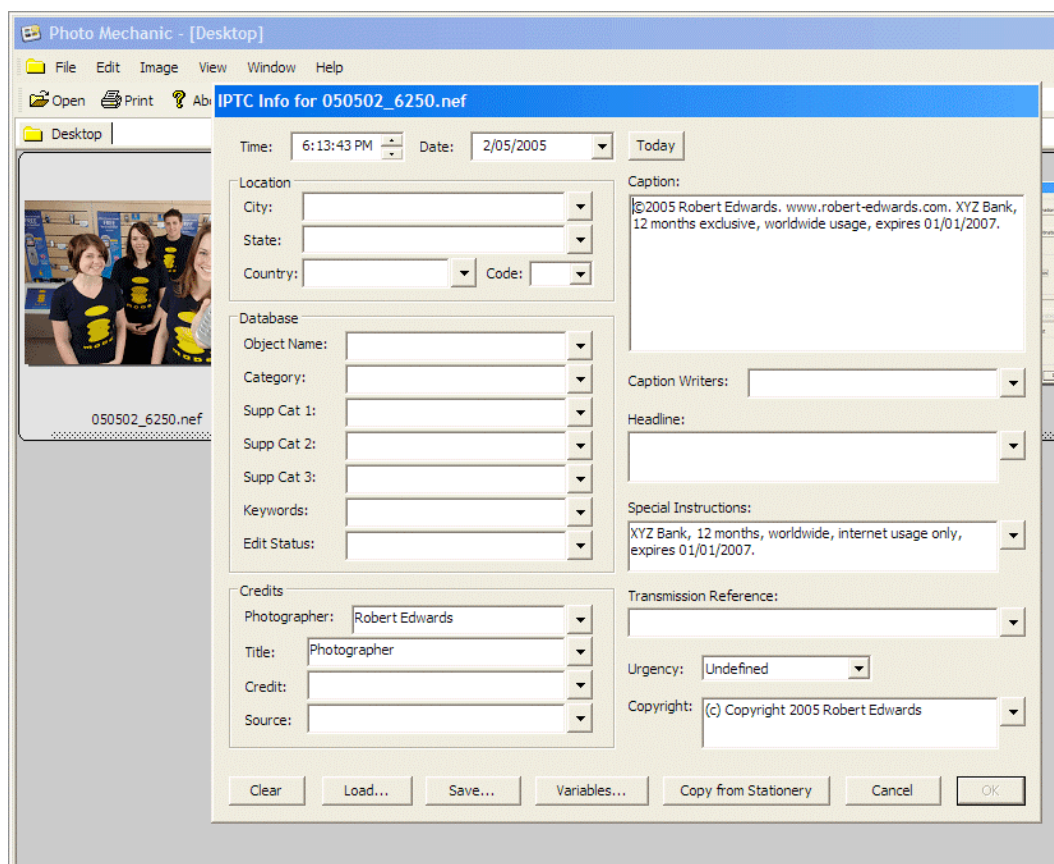 Photo Mechanic - [Desktop]
File Edit Image View Window Help
Open Print
IPTC Info for 050502_6250.nef
Desktop
Time: 6:13:43 PM Date: 2/05/2005 Today
Location
City:
State:
Country: Code:
Database
Object Name:
Category:
Supp Cat 1:
Supp Cat 2:
Supp Cat 3:
Keywords:
Edit Status:
Credits
Photographer: Robert Edwards
Title: Photographer
Credit:
Source:
Caption:
©2005 Robert Edwards. www.robert-edwards.com. XYZ Bank,
12 months exclusive, worldwide usage, expires 01/01/2007.
Caption Writers:
Headline:
Special Instructions:
XYZ Bank, 12 months, worldwide, internet usage only,
expires 01/01/2007.
Transmission Reference:
Urgency: Undefined
Copyright: (c) Copyright 2005 Robert Edwards
050502_6250.nef
Clear Load... Save... Variables... Copy from Stationery Cancel OK